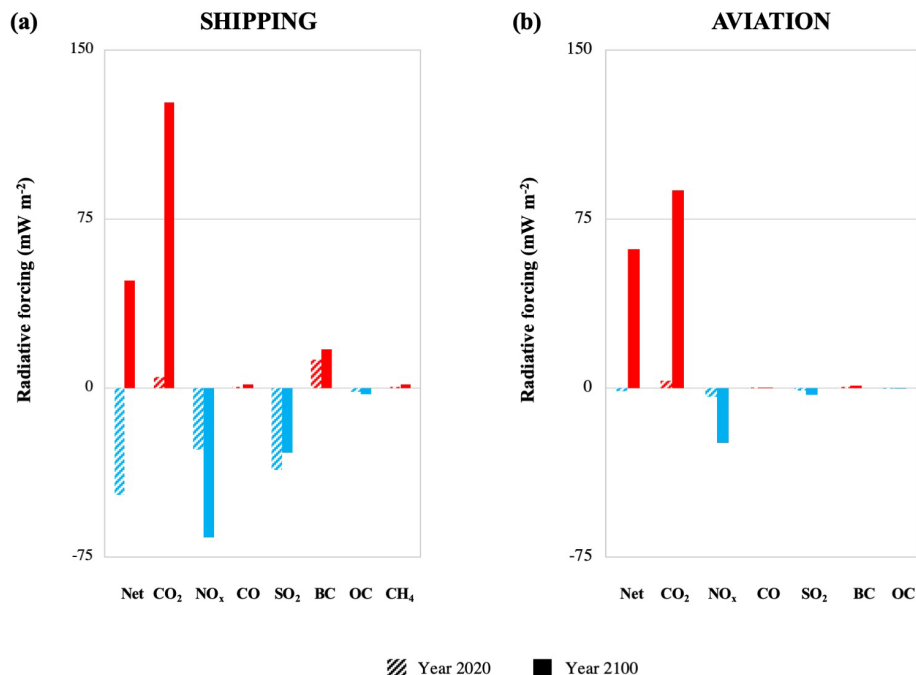 (a) SHIPPING
150
75
0
-75
Radiative forcing (mW m⁻²)
Net CO₂ NOₓ CO SO₂ BC OC CH₄
(b) AVIATION
150
75
0
-75
Radiative forcing (mW m⁻²)
Net CO₂ NOₓ CO SO₂ BC OC
Year 2020 Year 2100